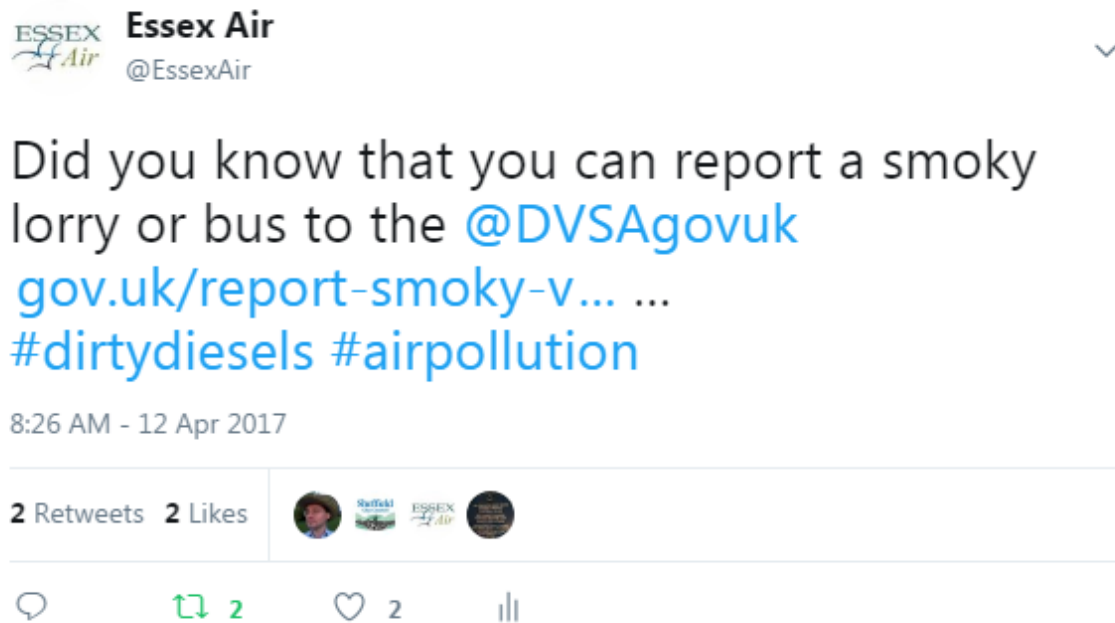 ESSEX
Air
Essex Air
@EssexAir
Did you know that you can report a smoky
lorry or bus to the @DVSAgovuk
gov.uk/report-smoky-v... ...
#dirtydiesels #airpollution
8:26 AM - 12 Apr 2017
2 Retweets 2 Likes
Sheffield
ESSEX
Air
2
2